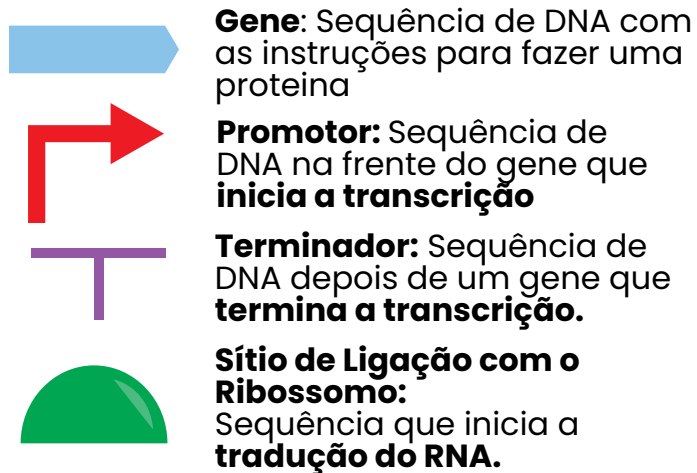 Gene: Sequência de DNA com
as instruções para fazer uma
proteina
Promotor: Sequência de
DNA na frente do gene que
inicia a transcrição
Terminador: Sequência de
DNA depois de um gene que
termina a transcrição.
Sítio de Ligação com o
Ribossomo:
Sequência que inicia a
tradução do RNA.